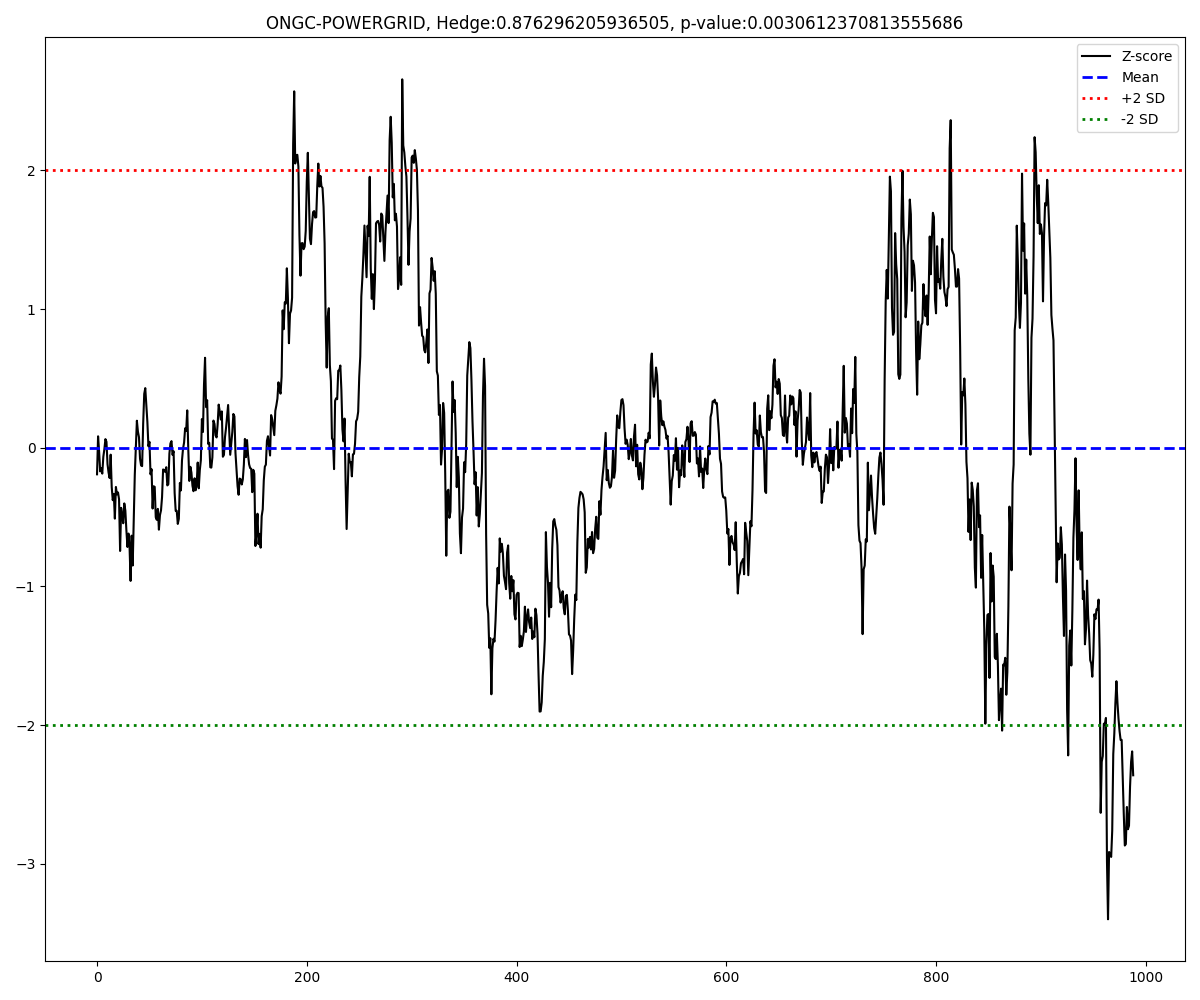 ONGC-POWERGRID, Hedge:0.876296205936505, p-value:0.0030612370813555686
Z-score
Mean
+2 SD
-2 SD
2
1
0
−1
−2
−3
0
200
400
600
800
1000